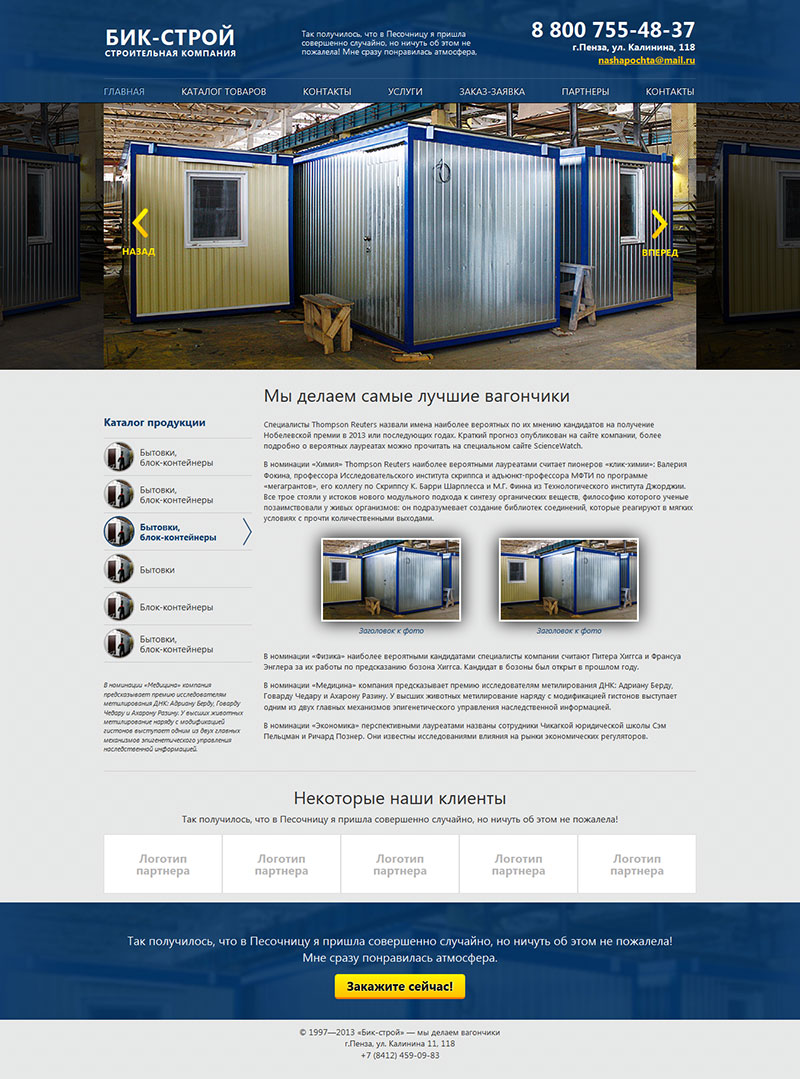 БИК-СТРОЙ
СТРОИТЕЛЬНАЯ КОМПАНИЯ
Так получилось, что в Песочницу я пришла
совершенно случайно, но ничуть об этом не
пожалела! Мне сразу понравилась атмосфера.
8 800 755-48-37
г.Пенза, ул. Калинина, 118
nashapochta@mail.ru
ГЛАВНАЯ КАТАЛОГ ТОВАРОВ КОНТАКТЫ УСЛУГИ ЗАКАЗ-ЗАЯВКА ПАРТНЕРЫ КОНТАКТЫ
НАЗАД
ВПЕРЕД
Каталог продукции
Бытовки,
блок-контейнеры
Бытовки,
блок-контейнеры
Бытовки,
блок-контейнеры
Бытовки
Блок-контейнеры
Бытовки,
блок-контейнеры
В номинации «Медицина» компания
предсказывает премию исследователям
метилирования ДНК: Адриану Берду, Говарду
Чедару и Ахарону Разину. У высших животных
метилирование наряду с модификацией
гистонов выступает одним из двух главных
механизмов эпигенетического управления
наследственной информацией.
Мы делаем самые лучшие вагончики
Специалисты Thompson Reuters назвали имена наиболее вероятных по их мнению кандидатов на получение
Нобелевской премии в 2013 или последующих годах. Краткий прогноз опубликован на сайте компании, более
подробно о вероятных лауреатах можно прочитать на специальном сайте ScienceWatch.
В номинации «Химия» Thompson Reuters наиболее вероятными лауреатами считает пионеров «клик-химии»: Валерия
Фокина, профессора Исследовательского института скриппса и адъюнкт-профессора МФТИ по программе
«мегагрантов», его коллегу по Скриппсу К. Барри Шарплесса и М.Г. Финна из Технологического института Джорджии.
Все трое стояли у истоков нового модульного подхода к синтезу органических веществ, философию которого ученые
позаимствовали у живых организмов: он подразумевает создание библиотек соединений, которые реагируют в мягких
условиях с прочти количественными выходами.
Заголовок к фото
Заголовок к фото
В номинации «Физика» наиболее вероятными кандидатами специалисты компании считают Питера Хиггса и Франсуа
Энглера за их работы по предсказанию бозона Хиггса. Кандидат в бозоны был открыт в прошлом году.
В номинации «Медицина» компания предсказывает премию исследователям метилирования ДНК: Адриану Берду,
Говарду Чедару и Ахарону Разину. У высших животных метилирование наряду с модификацией гистонов выступает
одним из двух главных механизмов эпигенетического управления наследственной информацией.
В номинации «Экономика» перспективными лауреатами названы сотрудники Чикагкой юридической школы Сэм
Пельцман и Ричард Познер. Они известны исследованиями влияния на рынки экономических регуляторов.
Некоторые наши клиенты
Так получилось, что в Песочницу я пришла совершенно случайно, но ничуть об этом не пожалела!
Логотип
партнера
Логотип
партнера
Логотип
партнера
Логотип
партнера
Логотип
партнера
Так получилось, что в Песочницу я пришла совершенно случайно, но ничуть об этом не пожалела!
Мне сразу понравилась атмосфера.
Закажите сейчас!
© 1997—2013 «Бик-строй» — мы делаем вагончики
г.Пенза, ул. Калинина 11, 118
+7 (8412) 459-09-83